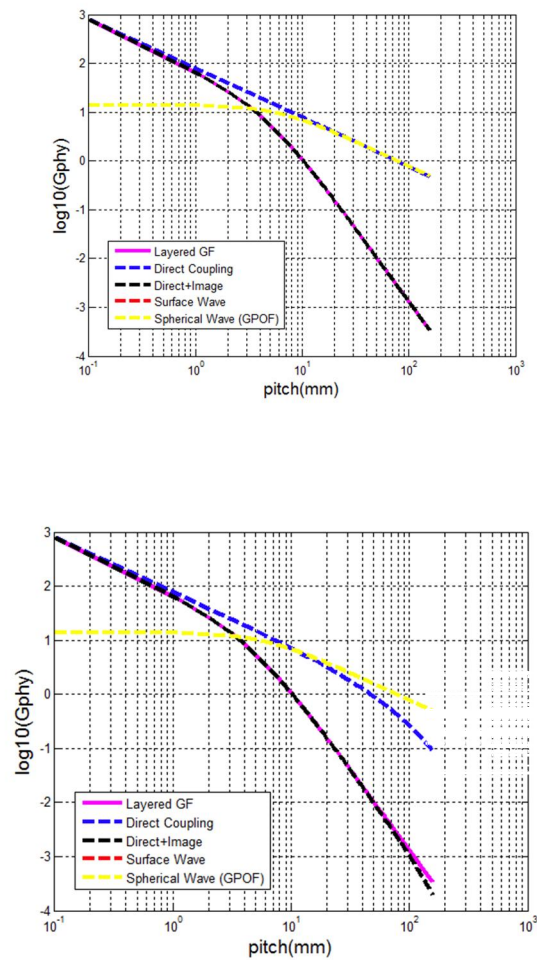 3
2
1
0
-1
-2
-3
-4
log10(Gphy)
Layered GF
Direct Coupling
Direct+Image
Surface Wave
Spherical Wave (GPOF)
10-1 100 101 102 103
pitch(mm)
3
2
1
0
-1
-2
-3
-4
log10(Gphy)
Layered GF
Direct Coupling
Direct+Image
Surface Wave
Spherical Wave (GPOF)
10-1 100 101 102 103
pitch(mm)